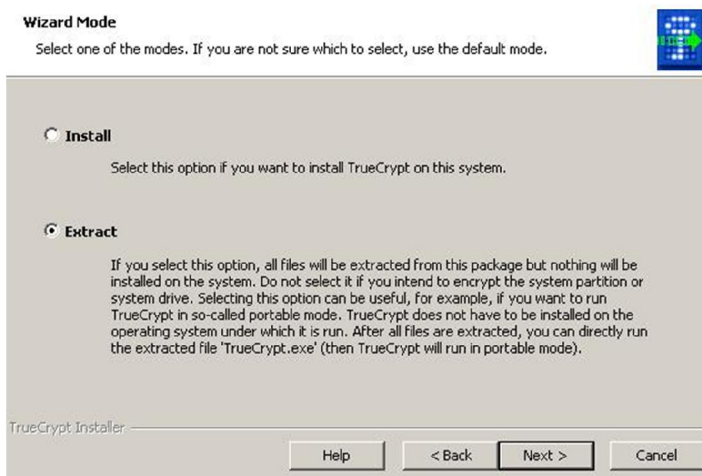 Wizard Mode
Select one of the modes. If you are not sure which to select, use the default mode.
Install
Select this option if you want to install TrueCrypt on this system.
Extract
If you select this option, all files will be extracted from this package but nothing will be
installed on the system. Do not select it if you intend to encrypt the system partition or
system drive. Selecting this option can be useful, for example, if you want to run
TrueCrypt in so-called portable mode. TrueCrypt does not have to be installed on the
operating system under which it is run. After all files are extracted, you can directly run
the extracted file 'TrueCrypt.exe' (then TrueCrypt will run in portable mode).
TrueCrypt Installer
Help
< Back
Next >
Cancel